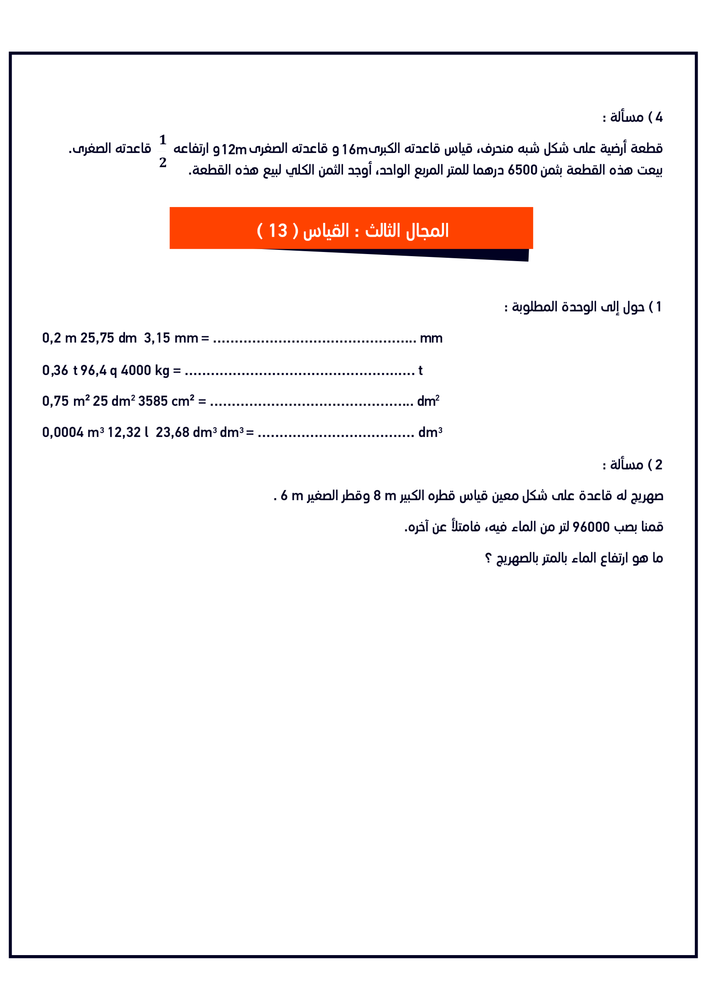 4 ) مسألة :
قطعة أرضية على شكل شبه منحرف، قياس قاعدته الكبرى 16m و قاعدته الصغرى 12m و ارتفاعه 1/2 قاعدته الصغرى.
بيعت هذه القطعة بثمن 6500 درهما للمتر المربع الواحد، أوجد الثمن الكلي لبيع هذه القطعة.
المجال الثالث : القياس ( 13 )
1 ) حول إلى الوحدة المطلوبة :
0,2 m 25,75 dm 3,15 mm = ............................................... mm
0,36 t 96,4 q 4000 kg = ..................................................... t
0,75 m² 25 dm² 3585 cm² = ............................................... dm²
0,0004 m³ 12,32 l 23,68 dm³ dm³ = .................................... dm³
2 ) مسألة :
صهريج له قاعدة على شكل معين قياس قطره الكبير 8 m وقطر الصغير 6 m .
قمنا بصب 96000 لتر من الماء فيه، فامتلأ عن آخره.
ما هو ارتفاع الماء بالمتر بالصهريج ؟